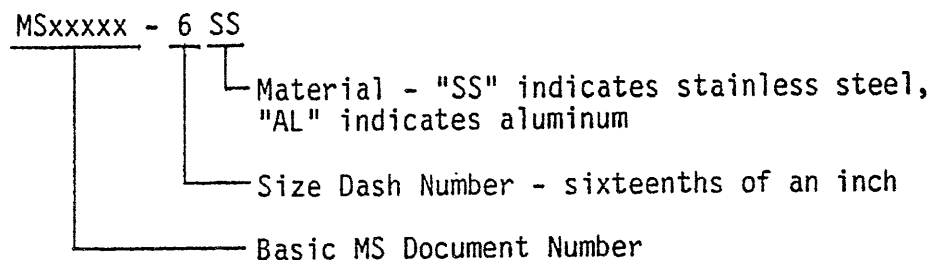 MSxxxxx - 6 SS
Material - "SS" indicates stainless steel,
"AL" indicates aluminum
Size Dash Number - sixteenths of an inch
Basic MS Document Number